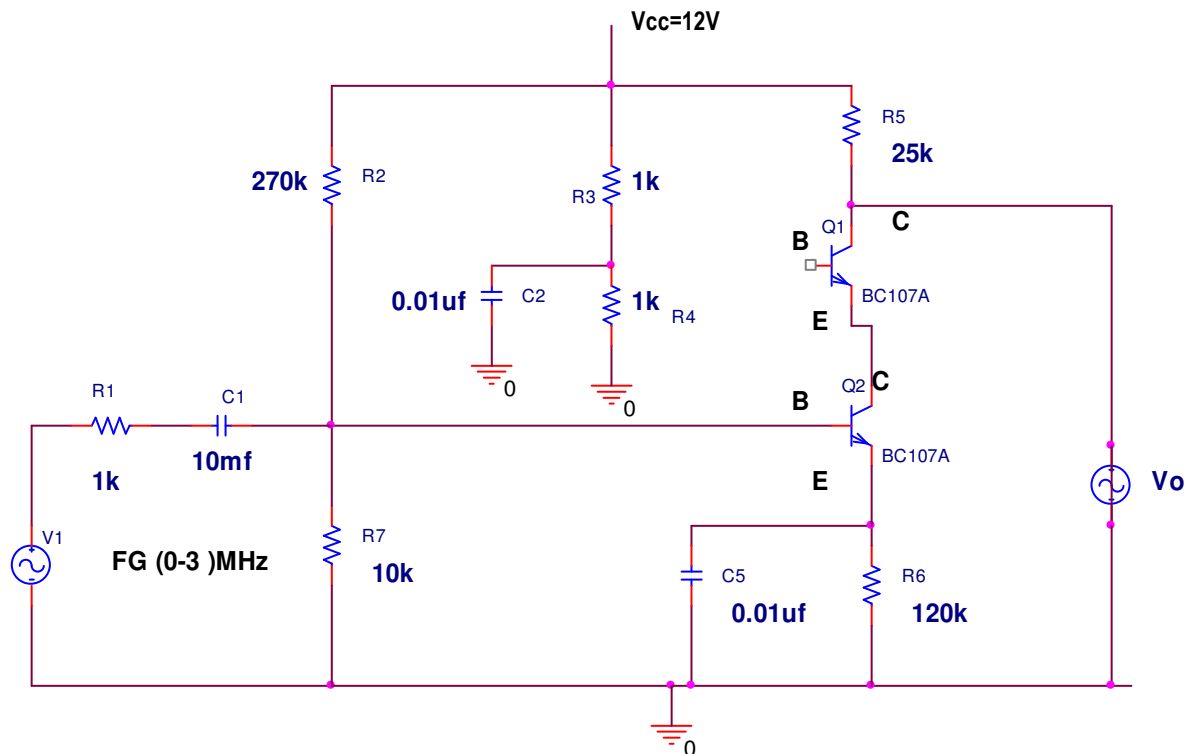 Vcc=12V
R5
25k
270k
R2
R3
1k
Q1
B
C
BC107A
E
0.01uf
C2
1k
R4
0
0
R1
C1
Q2
C
B
1k
10mf
BC107A
E
Vo
V1
FG (0-3 )MHz
R7
10k
C5
0.01uf
R6
120k
0